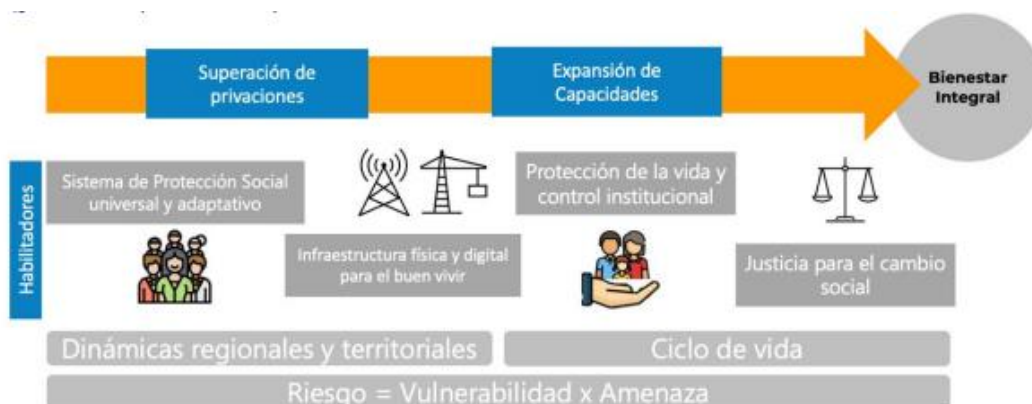 Superación de
privaciones
Expansión de
Capacidades
Bienestar
Integral
Habilitadores
Sistema de Protección Social
universal y adaptativo
Infraestructura física y digital
para el buen vivir
Protección de la vida y
control institucional
Justicia para el cambio
social
Dinámicas regionales y territoriales
Ciclo de vida
Riesgo = Vulnerabilidad x Amenaza